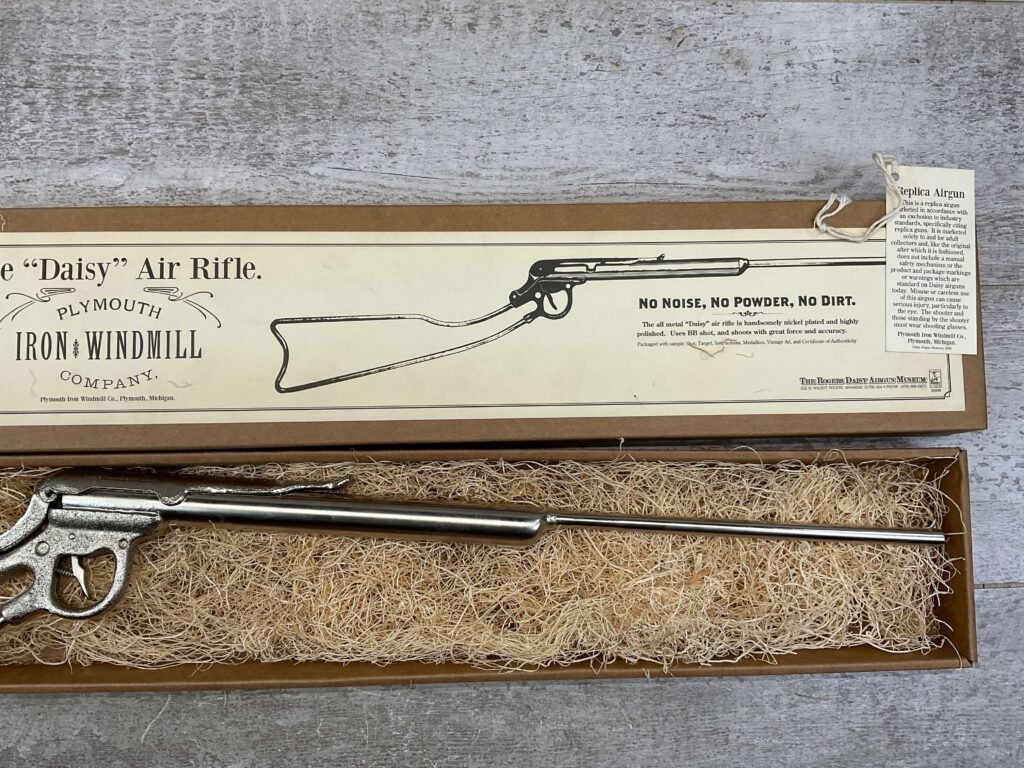 e "Daisy" Air Rifle.
PLYMOUTH
IRON WINDMILL
COMPANY,
Plymouth Iron Windmill Co., Plymouth, Michigan.
NO NOISE, NO POWDER, NO DIRT.
The all metal "Daisy" air rifle is handsomely nickel plated and highly
polished. Uses BB shot, and shoots with great force and accuracy.
Packaged with sample Shot, Target, Instructions, Medallion, Vintage Ad, and Certificate of Authenticity
THE ROGERS DAISY AIRGUN MUSEUM
Replica Airgun
This is a replica airgun
marketed in accordance with
an exclusion to industry
standards, specifically citing
replica guns. It is marketed
solely to and for adult
collectors and, like the original
after which it is fashioned,
does not include a manual
safety mechanism or the
product and package markings
or warnings which are
standard on Daisy airguns
today. Misuse or careless use
of this airgun can cause
serious injury, particularly to
the eye. The shooter and
those standing by the shooter
must wear shooting glasses.
Plymouth Iron Windmill Co.,
Plymouth, Michigan.